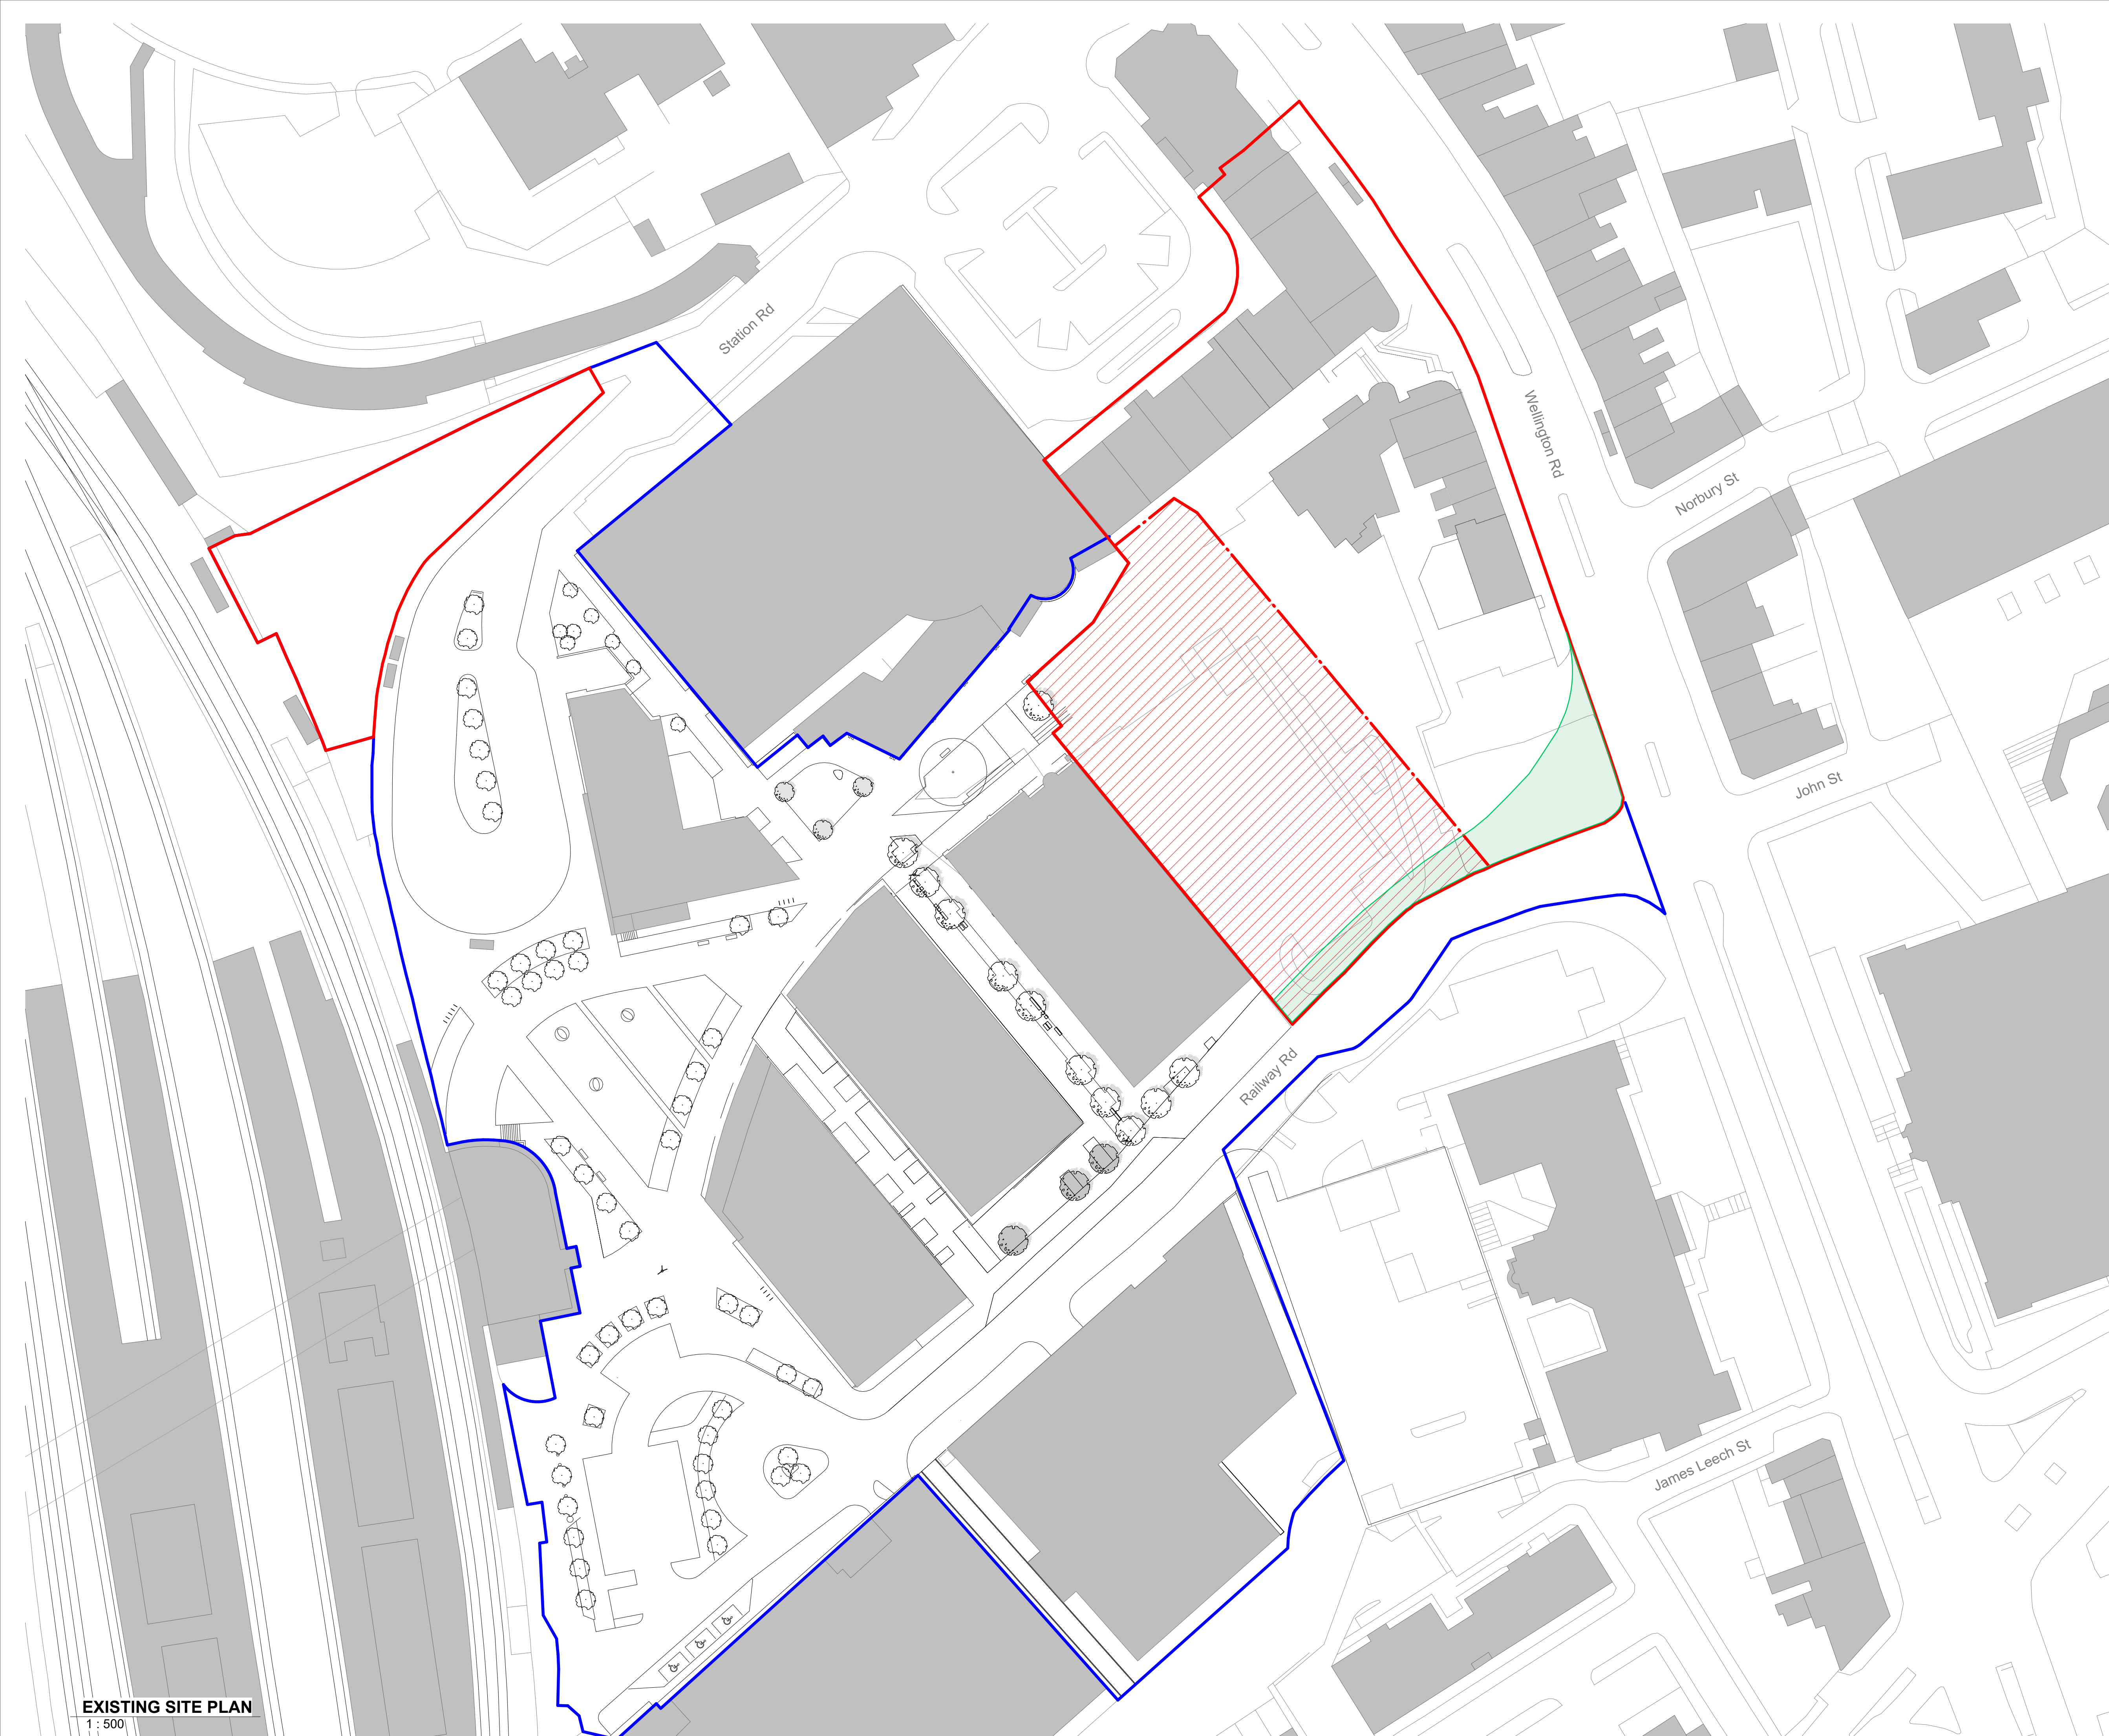 Station Rd
Wellington Rd
Norbury St
John St
Railway Rd
James Leech St
EXISTING SITE PLAN
1 : 500